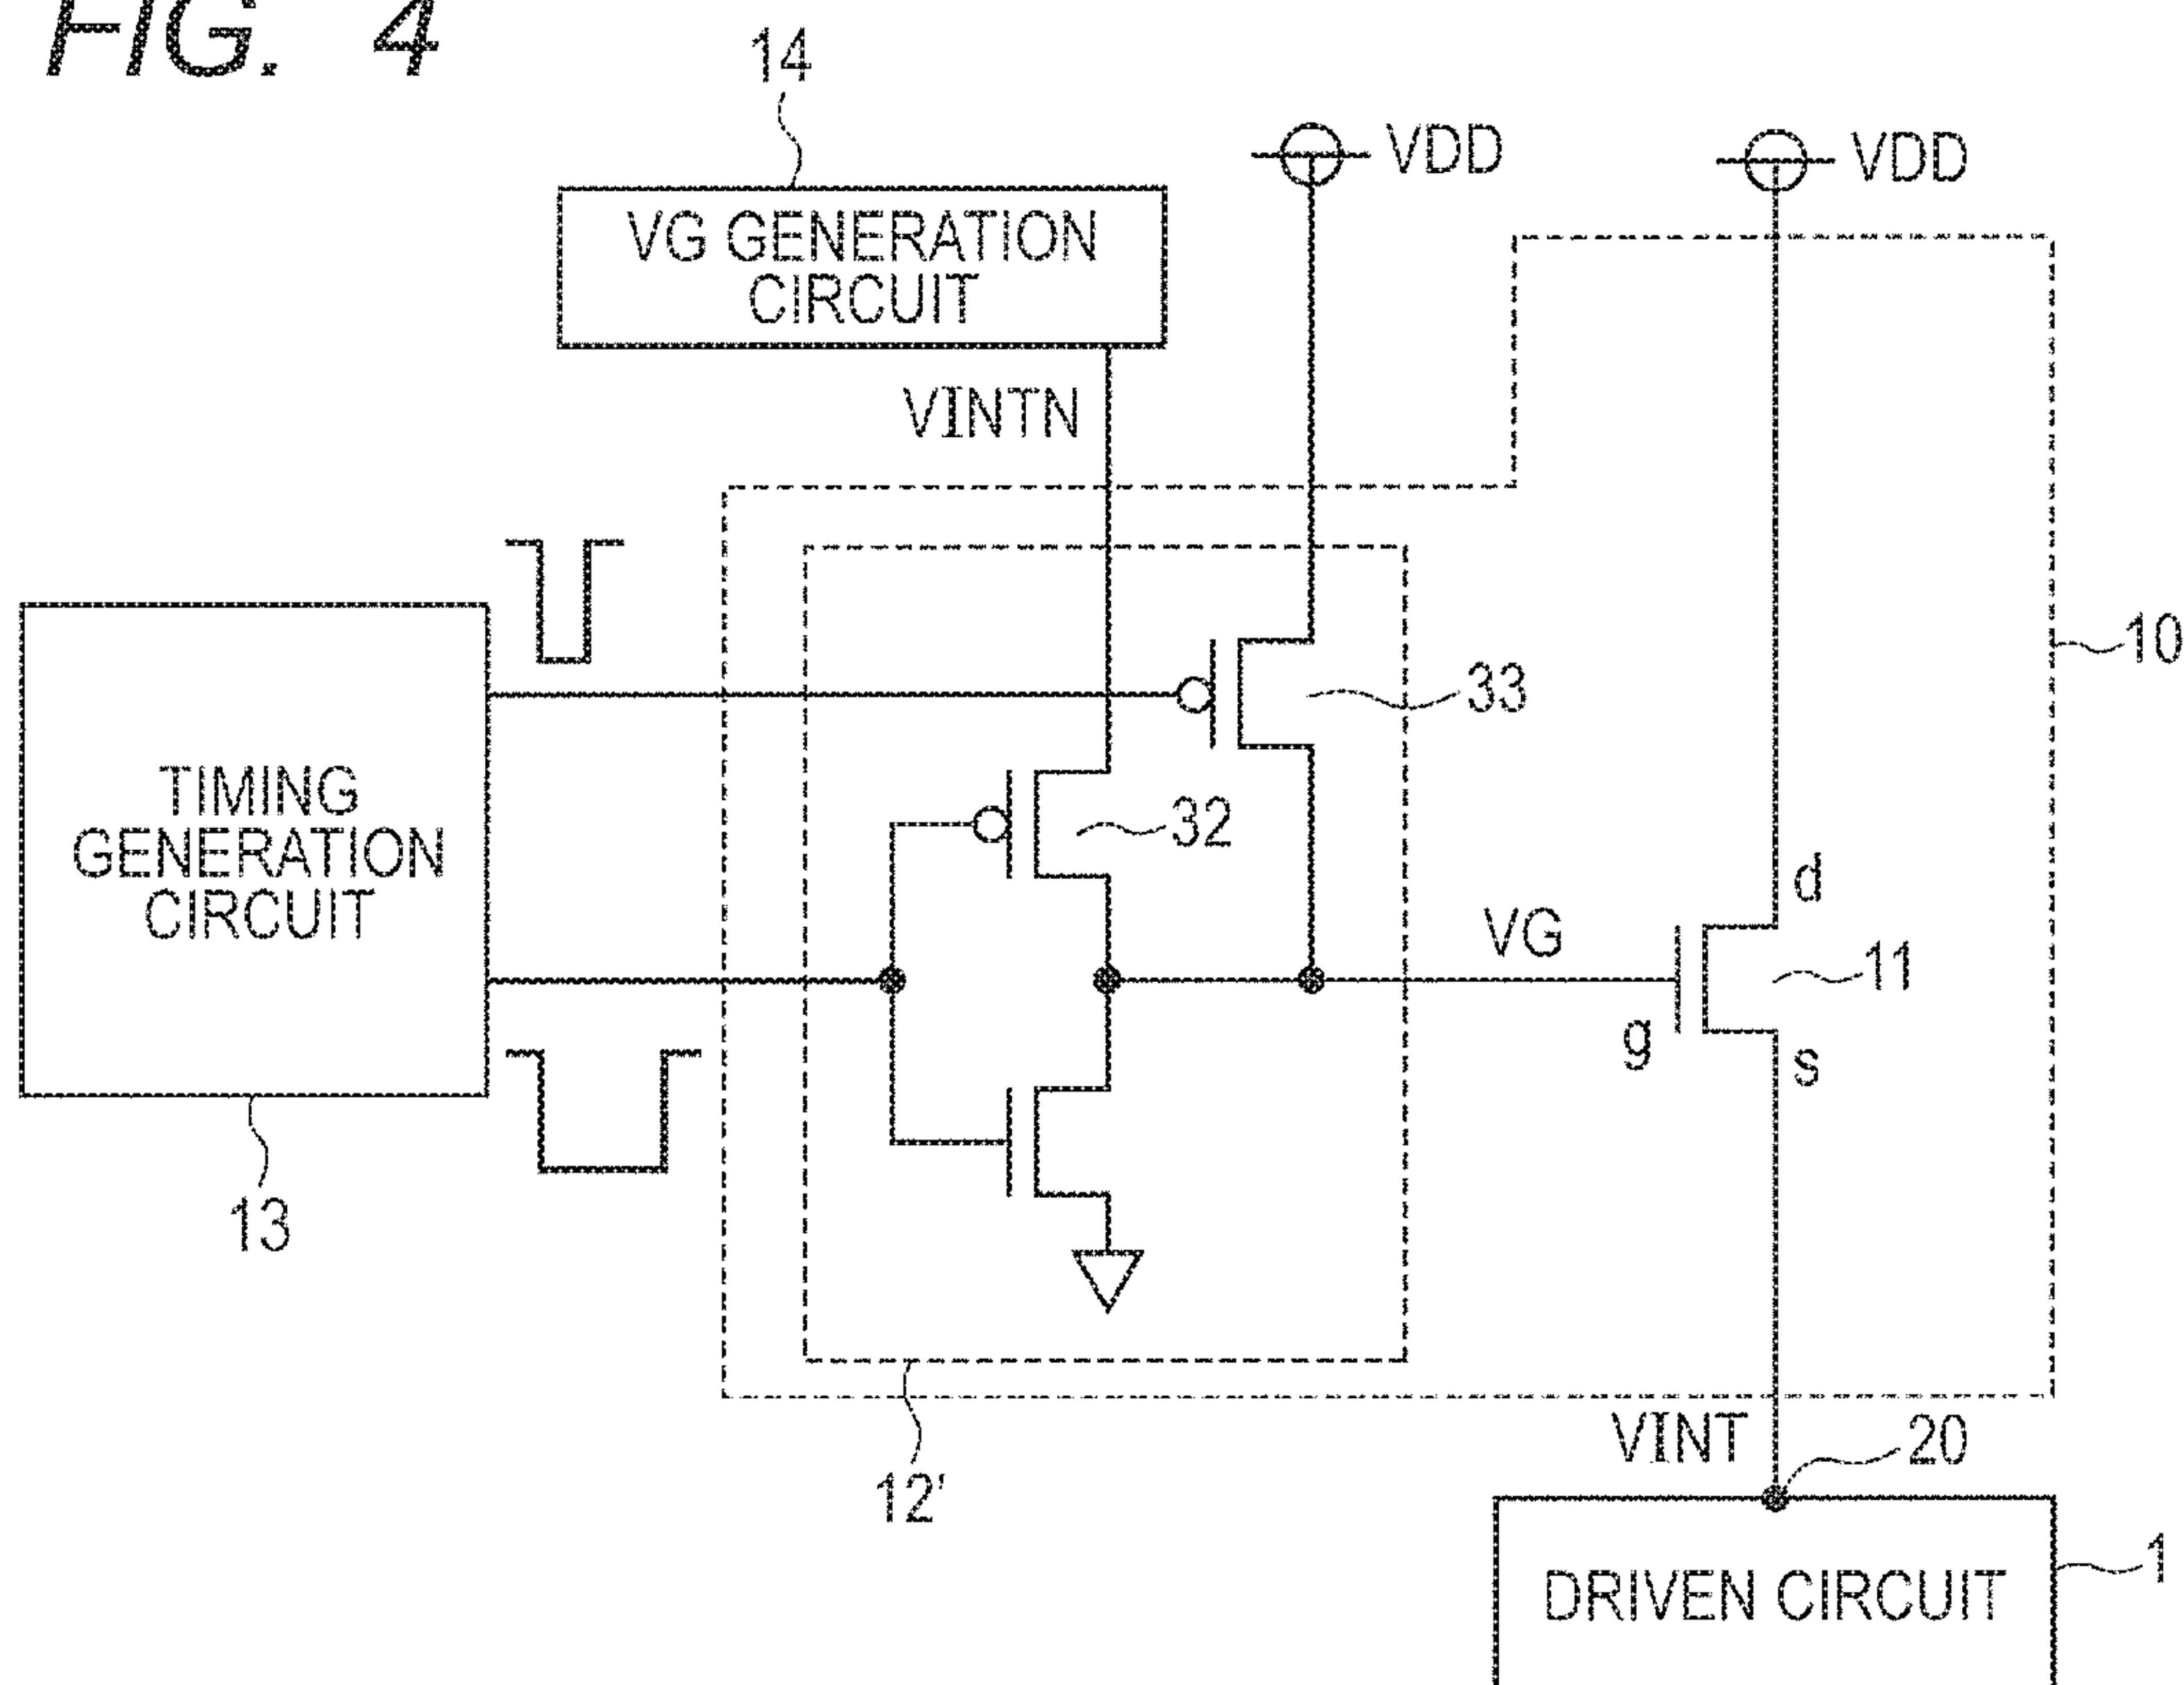 FIG. 4
14
VDD
VDD
VG GENERATION
CIRCUIT
VINTN
10
33
TIMING
GENERATION
CIRCUIT
32
d
VG
11
g
s
13
12'
VINT
20
1
DRIVEN CIRCUIT